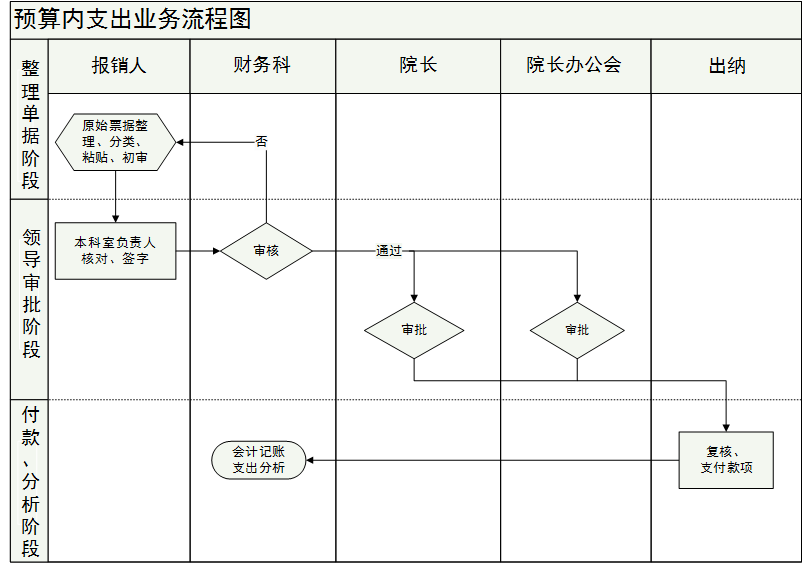 预算内支出业务流程图
报销人
财务科
院长
院长办公会
出纳
整理单据阶段
原始票据整
理、分类、
粘贴、初审
否
领导审批阶段
本科室负责人
核对、签字
审核
通过
审批
审批
付款、分析阶段
会计记账
支出分析
复核、
支付款项